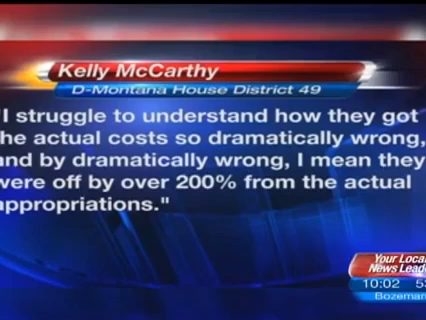 Kelly McCarthy
D-Montana House District 49
"I struggle to understand how they got
the actual costs so dramatically wrong,
and by dramatically wrong, I mean they
were off by over 200% from the actual
appropriations."
Your Local
News Leader
10:02
Bozeman